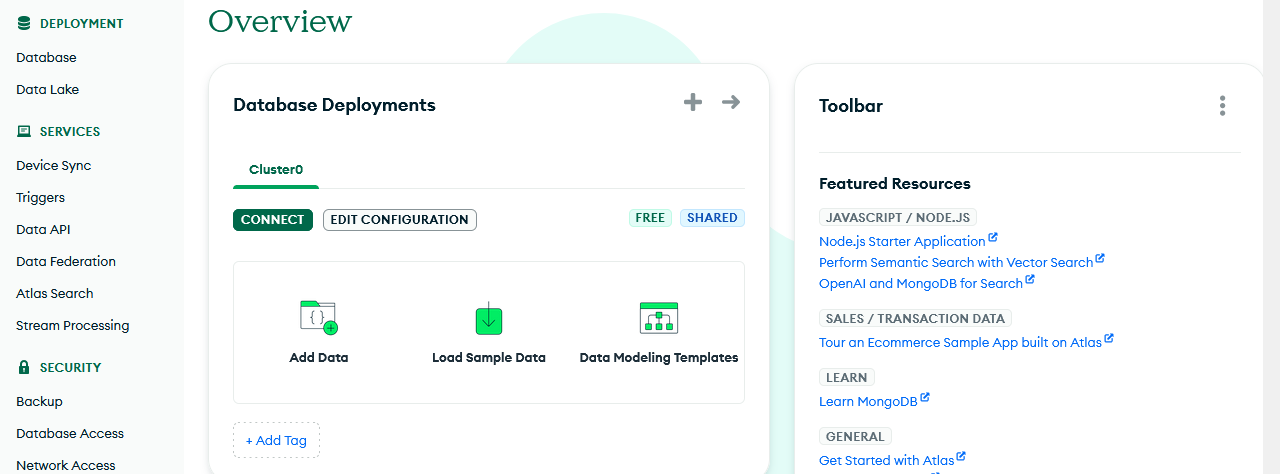 DEPLOYMENT
Database
Data Lake
SERVICES
Device Sync
Triggers
Data API
Data Federation
Atlas Search
Stream Processing
SECURITY
Backup
Database Access
Network Access
Overview
Database Deployments
Cluster0
CONNECT EDIT CONFIGURATION FREE SHARED
{ }
Add Data Load Sample Data Data Modeling Templates
+ Add Tag
Toolbar
Featured Resources
JAVASCRIPT / NODE.JS
Node.js Starter Application
Perform Semantic Search with Vector Search
OpenAI and MongoDB for Search
SALES / TRANSACTION DATA
Tour an Ecommerce Sample App built on Atlas
LEARN
Learn MongoDB
GENERAL
Get Started with Atlas